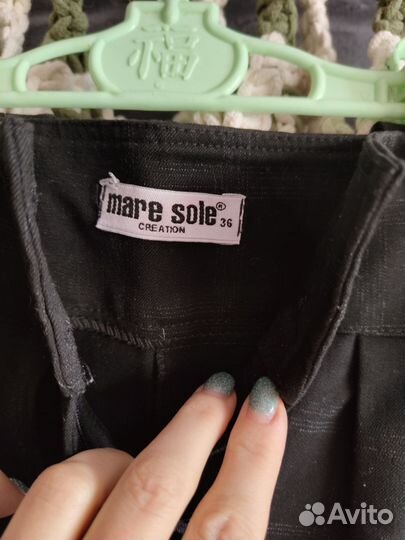 福
mare sole® 36
CREATION
Avito